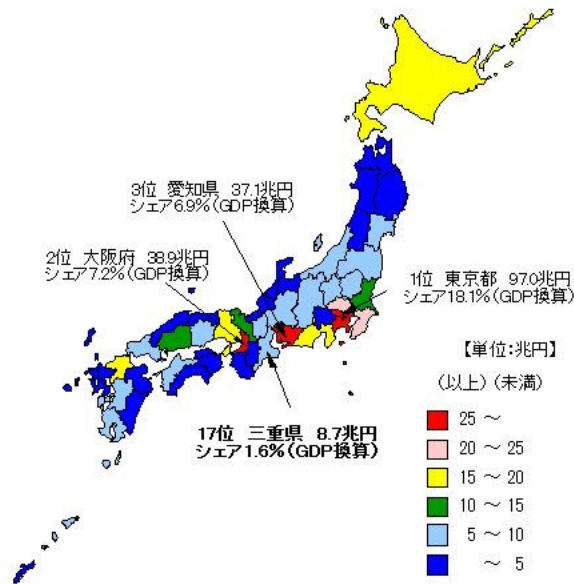 3位 愛知県 37.1兆円
シェア6.9%(GDP換算)
2位 大阪府 38.9兆円
シェア7.2%(GDP換算)
1位 東京都 97.0兆円
シェア18.1%(GDP換算)
17位 三重県 8.7兆円
シェア1.6%(GDP換算)
【単位:兆円】
(以上)(未満)
25 ～
20 ～ 25
15 ～ 20
10 ～ 15
5 ～ 10
～ 5